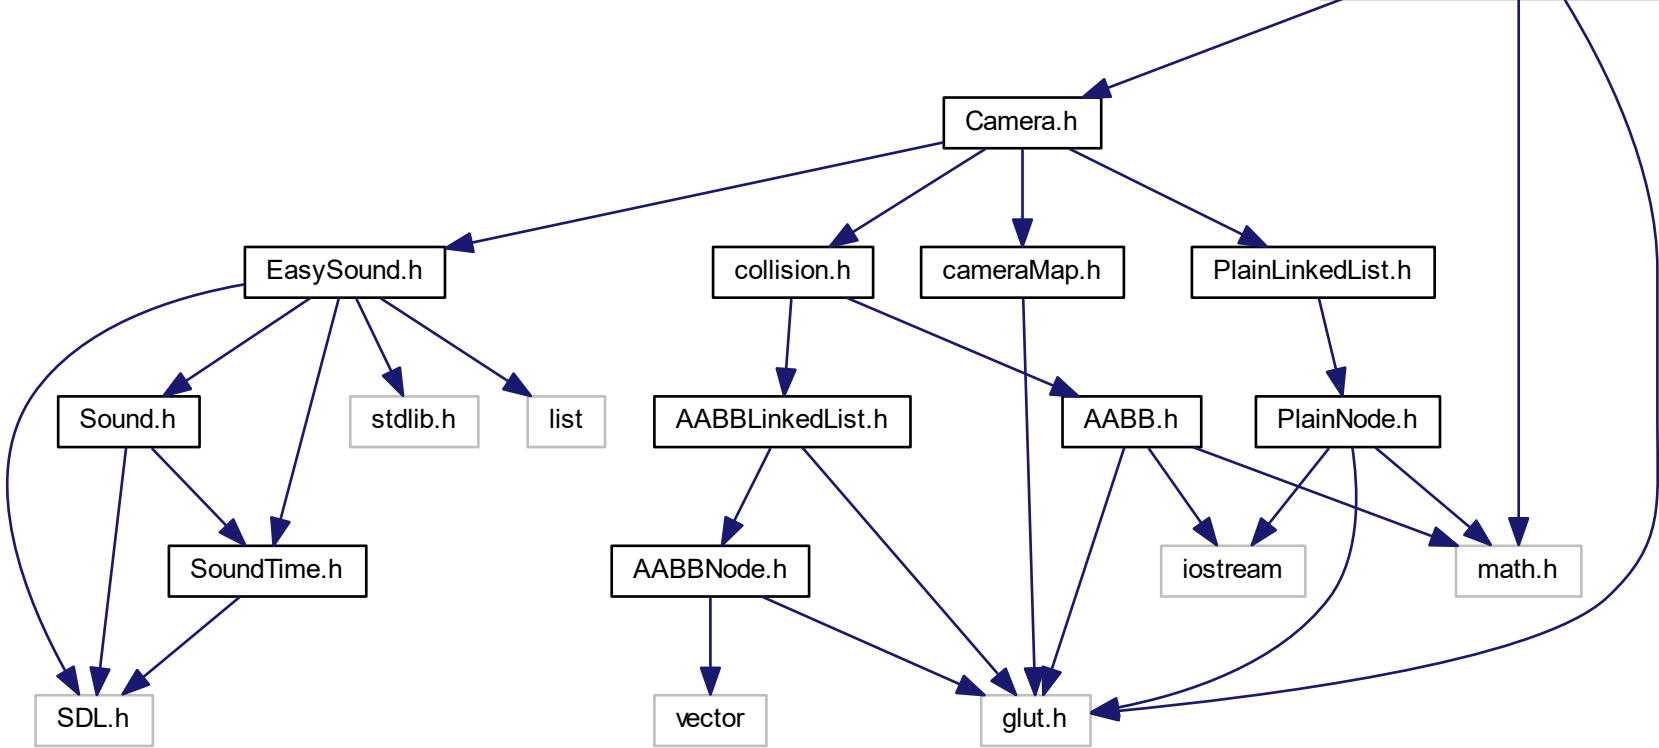 Camera.h
EasySound.h
collision.h
cameraMap.h
PlainLinkedList.h
Sound.h
stdlib.h
list
AABBLinkedList.h
AABB.h
PlainNode.h
SoundTime.h
AABBNode.h
iostream
math.h
SDL.h
vector
glut.h